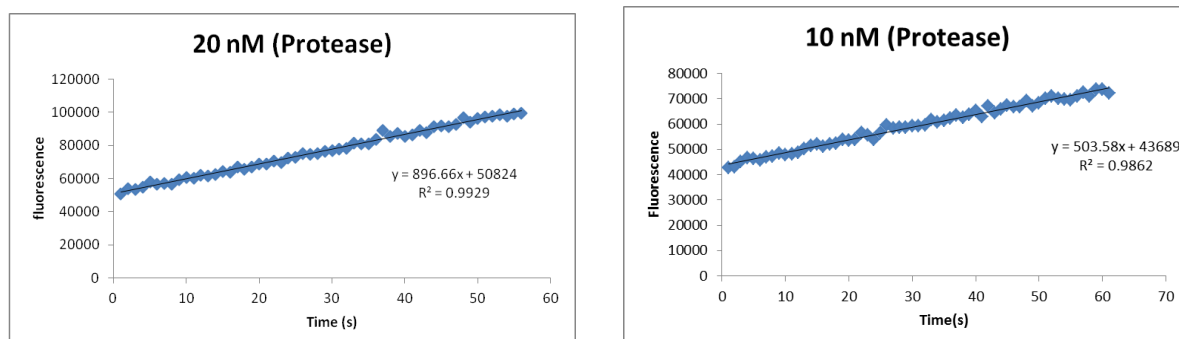 20 nM (Protease)
fluorescence
120000
100000
80000
60000
40000
20000
0
y = 896.66x + 50824
R² = 0.9929
0 10 20 30 40 50 60
Time (s)
10 nM (Protease)
Fluorescence
80000
70000
60000
50000
40000
30000
20000
10000
0
y = 503.58x + 43689
R² = 0.9862
0 10 20 30 40 50 60 70
Time(s)